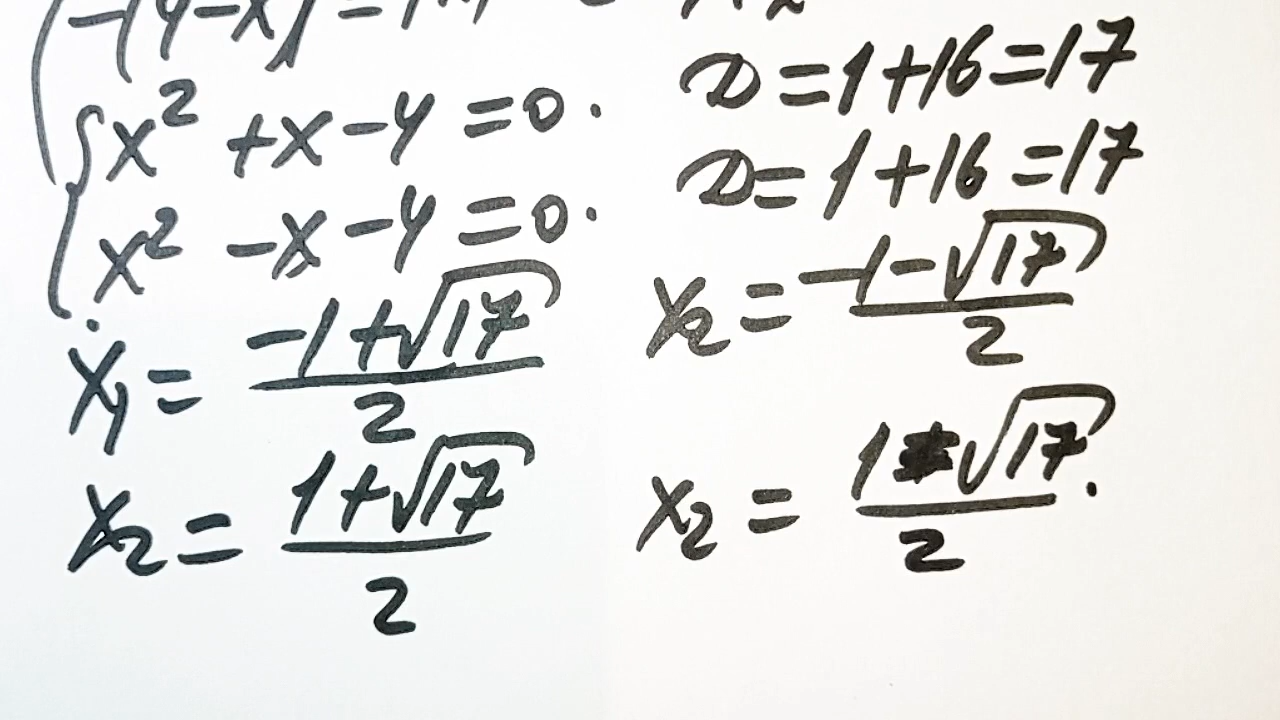 x² + x - 4 = 0.
x² - x - 4 = 0.
x₁ = (-1 + √17) / 2
x₂ = (1 + √17) / 2
D = 1 + 16 = 17
D = 1 + 16 = 17
x₂ = (-1 - √17) / 2
x₂ = (1 √17) / 2.